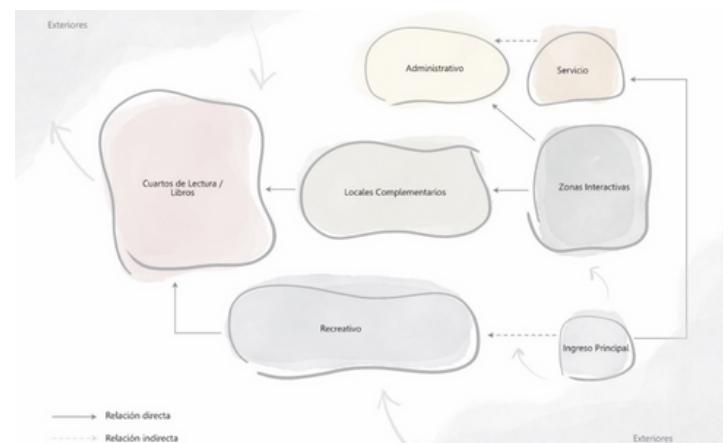 Exteriores
Administrativo
Servicio
Cuartos de Lectura /
Libros
Locales Complementarios
Zonas Interactivas
Recreativo
Ingreso Principal
Relación directa
Relación indirecta
Exteriores